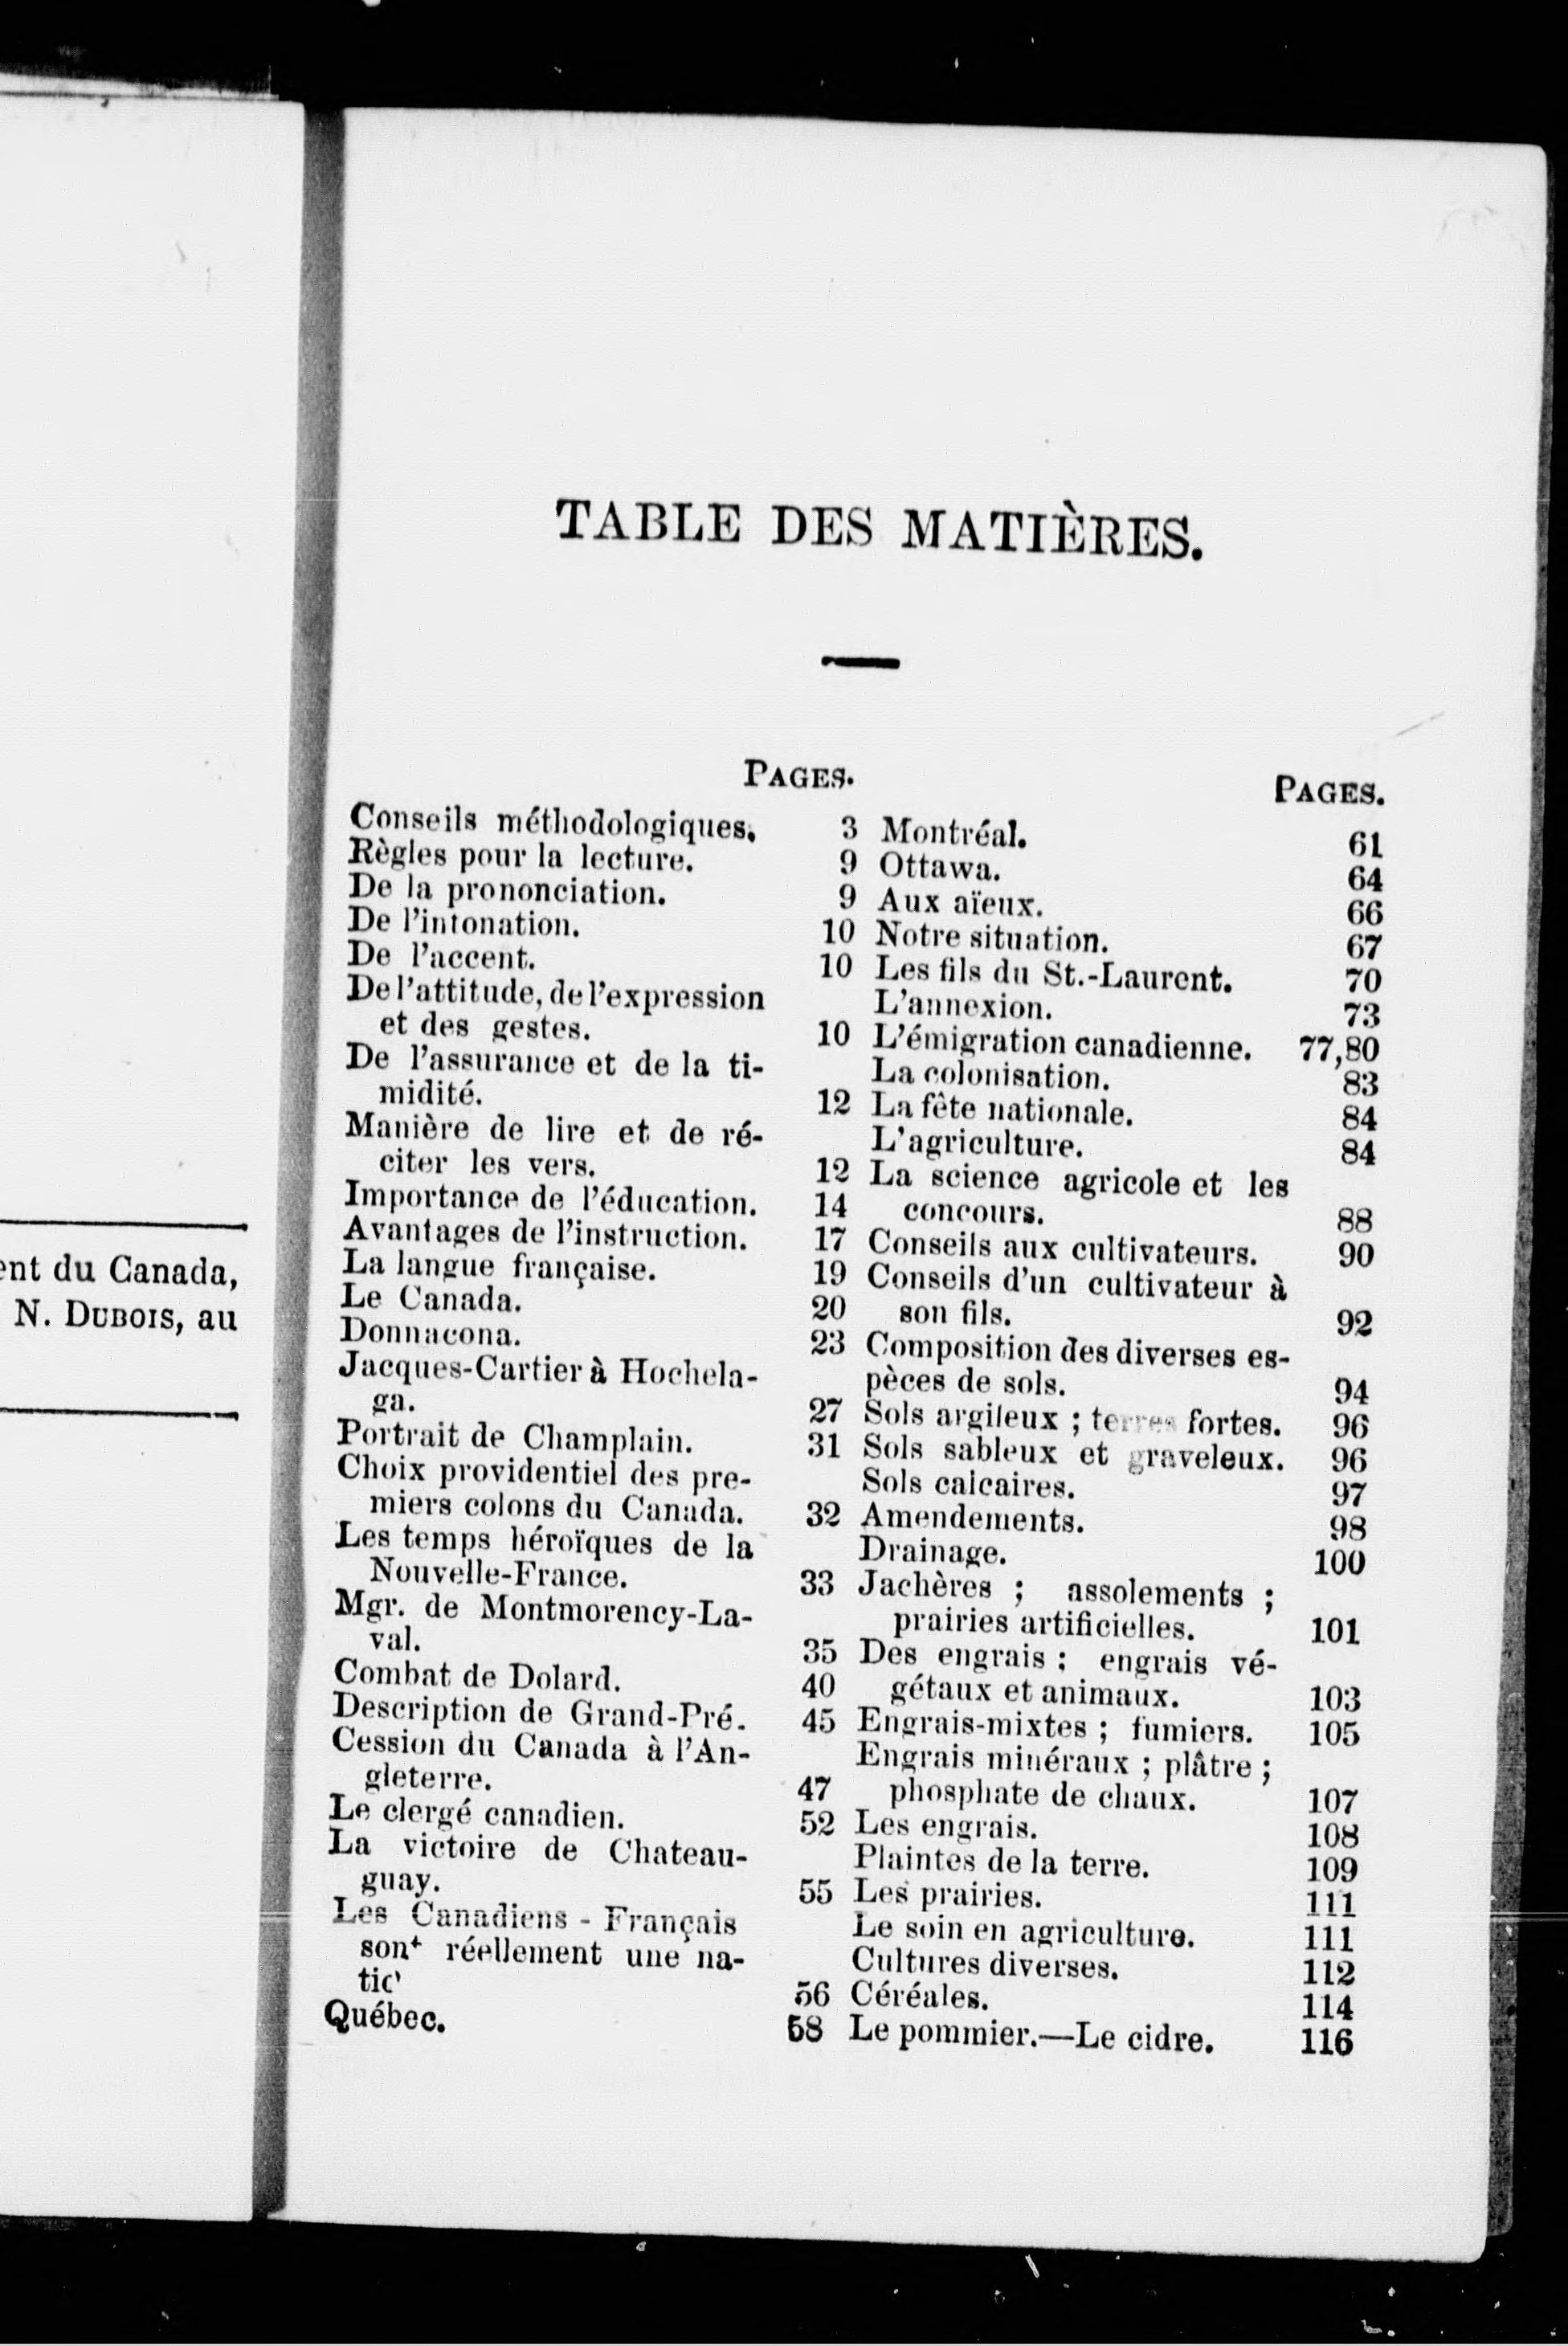 ent du Canada,
N. DUBOIS, au
TABLE DES MATIÈRES.
PAGES.
Conseils méthodologiques. 3
Règles pour la lecture. 9
De la prononciation. 9
De l'intonation. 10
De l'accent. 10
De l'attitude, de l'expression
et des gestes. 10
De l'assurance et de la ti-
midité. 12
Manière de lire et de ré-
citer les vers. 12
Importance de l'éducation. 14
Avantages de l'instruction. 17
La langue française. 19
Le Canada. 20
Donnacona. 23
Jacques-Cartier à Hochela-
ga. 27
Portrait de Champlain. 31
Choix providentiel des pre-
miers colons du Canada. 32
Les temps héroïques de la
Nouvelle-France. 33
Mgr. de Montmorency-La-
val. 35
Combat de Dolard. 40
Description de Grand-Pré. 45
Cession du Canada à l'An-
gleterre. 47
Le clergé canadien. 52
La victoire de Chateau-
guay. 55
Les Canadiens - Français
sont réellement une na-
56
Québec. 58
PAGES.
Montréal. 61
Ottawa. 64
Aux aïeux. 66
Notre situation. 67
Les fils du St.-Laurent. 70
L'annexion. 73
L'émigration canadienne. 77,80
La colonisation. 83
La fête nationale. 84
L'agriculture. 84
La science agricole et les
concours. 88
Conseils aux cultivateurs. 90
Conseils d'un cultivateur à
son fils. 92
Composition des diverses es-
pèces de sols. 94
Sols argileux ; terres fortes. 96
Sols sableux et graveleux. 96
Sols calcaires. 97
Amendements. 98
Drainage. 100
Jachères ; assolements ;
prairies artificielles. 101
Des engrais ; engrais vé-
gétaux et animaux. 103
Engrais-mixtes ; fumiers. 105
Engrais minéraux ; plâtre ;
phosphate de chaux. 107
Les engrais. 108
Plaintes de la terre. 109
Les prairies. 111
Le soin en agriculture. 111
Cultures diverses. 112
Céréales. 114
Le pommier.—Le cidre. 116